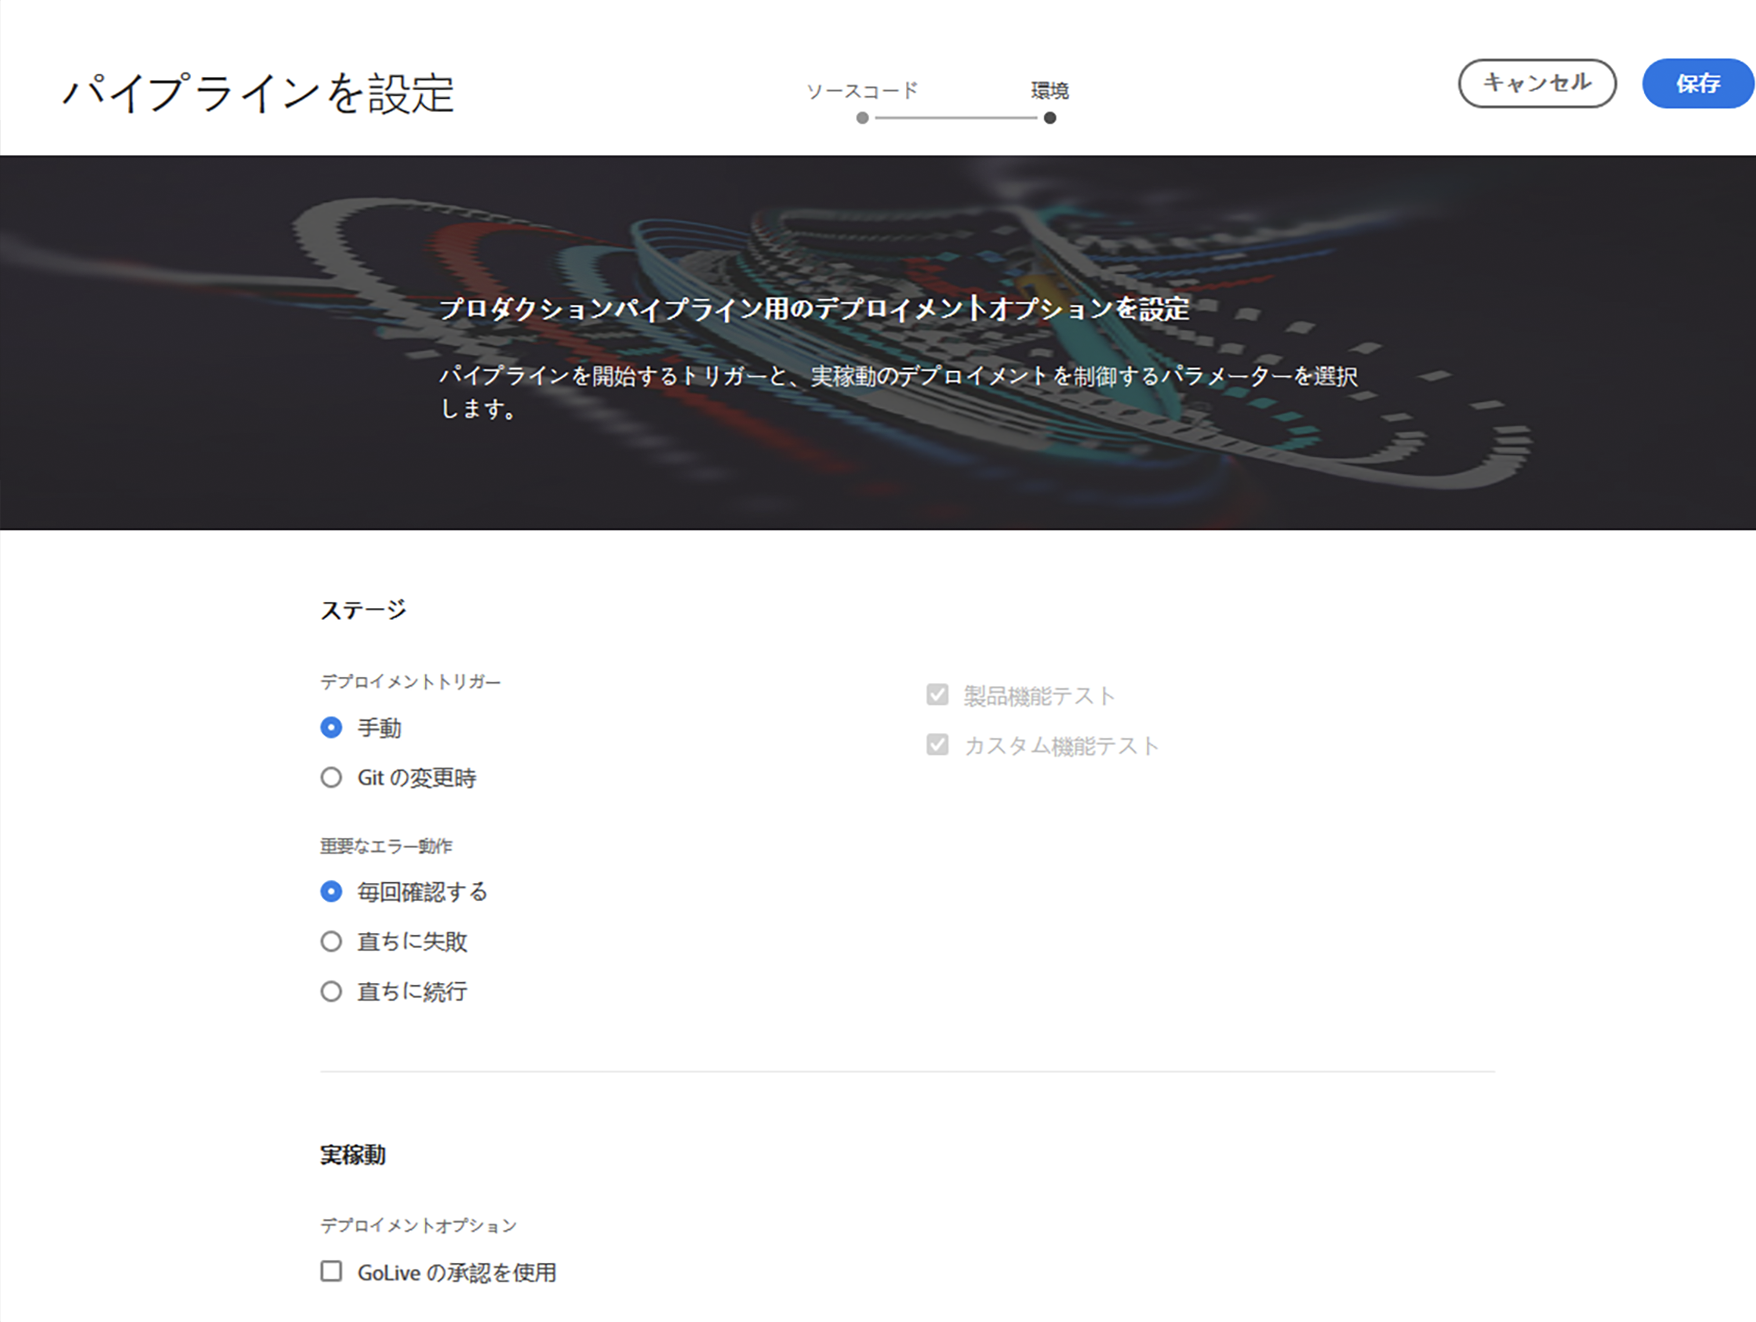 パイプラインを設定
ソースコード
環境
キャンセル
保存
プロダクションパイプライン用のデプロイメントオプションを設定
パイプラインを開始するトリガーと、実稼動のデプロイメントを制御するパラメーターを選択
します。
ステージ
デプロイメントトリガー
手動
Git の変更時
製品機能テスト
カスタム機能テスト
重要なエラー動作
毎回確認する
直ちに失敗
直ちに続行
実稼動
デプロイメントオプション
GoLive の承認を使用